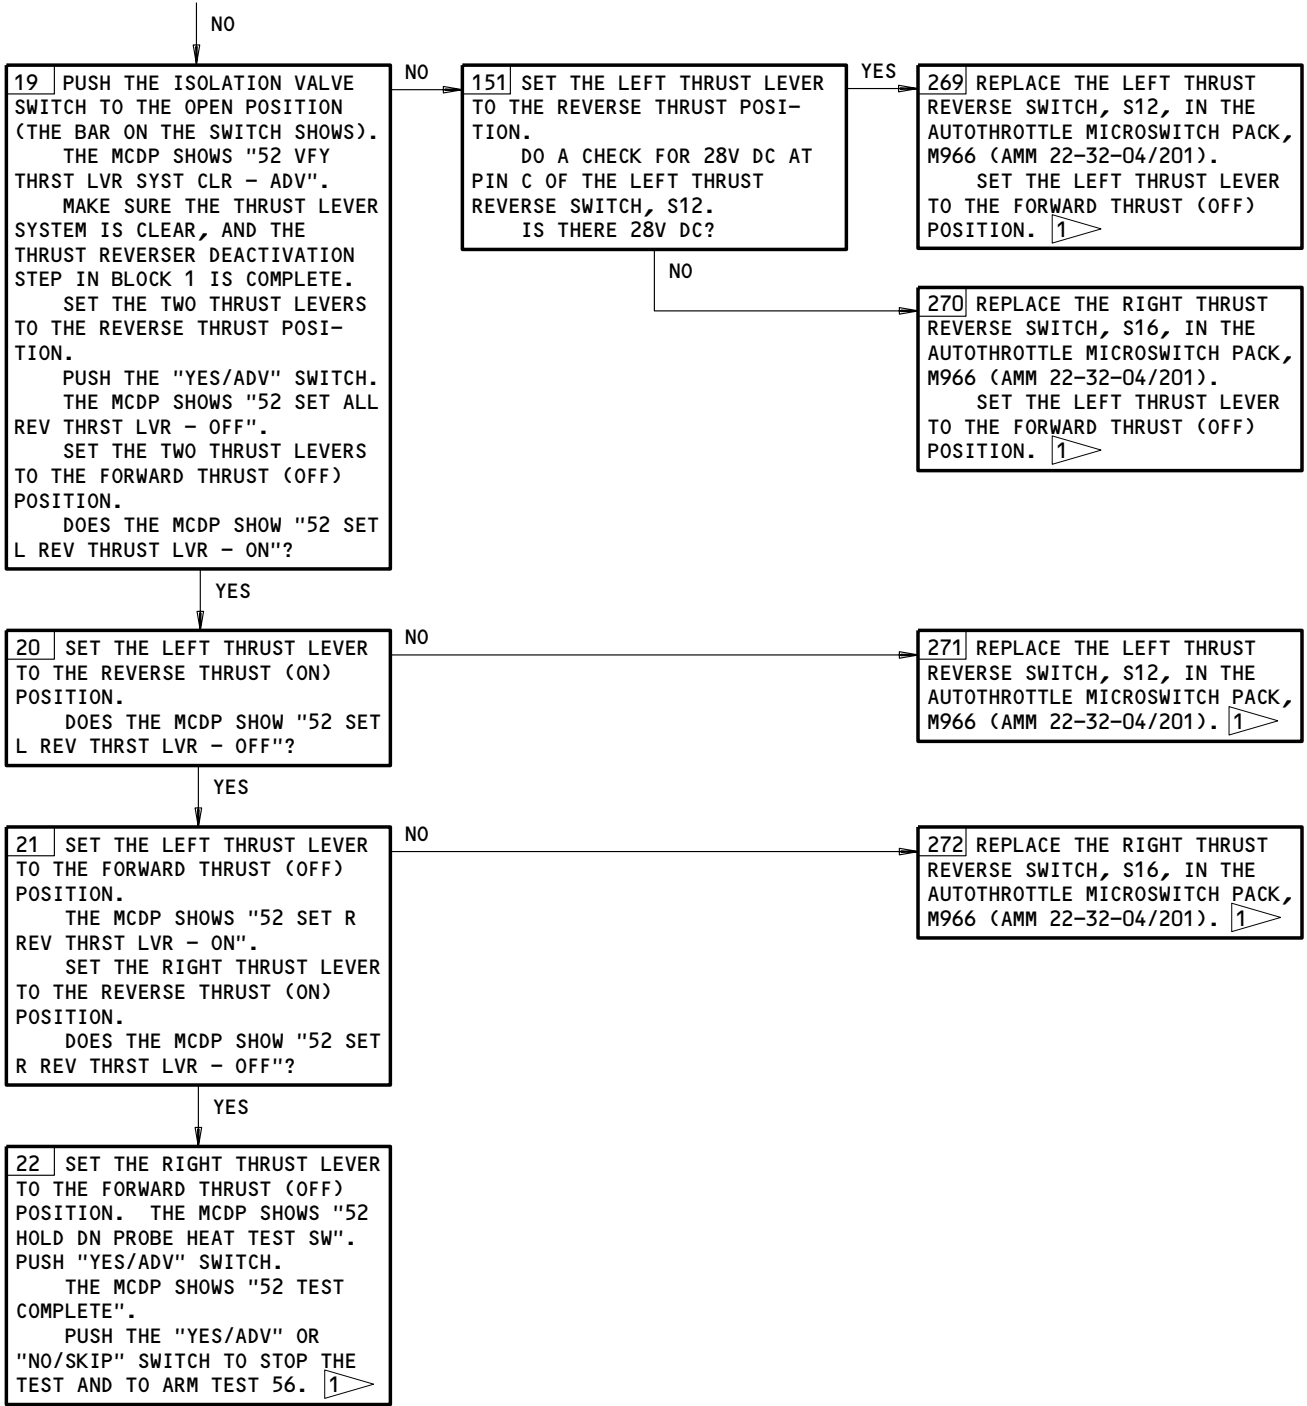 NO
19 PUSH THE ISOLATION VALVE
SWITCH TO THE OPEN POSITION
(THE BAR ON THE SWITCH SHOWS).
THE MCDP SHOWS "52 VFY
THRST LVR SYST CLR – ADV".
MAKE SURE THE THRUST LEVER
SYSTEM IS CLEAR, AND THE
THRUST REVERSER DEACTIVATION
STEP IN BLOCK 1 IS COMPLETE.
SET THE TWO THRUST LEVERS
TO THE REVERSE THRUST POSI–
TION.
PUSH THE "YES/ADV" SWITCH.
THE MCDP SHOWS "52 SET ALL
REV THRST LVR – OFF".
SET THE TWO THRUST LEVERS
TO THE FORWARD THRUST (OFF)
POSITION.
DOES THE MCDP SHOW "52 SET
L REV THRUST LVR – ON"?
NO
151 SET THE LEFT THRUST LEVER
TO THE REVERSE THRUST POSI–
TION.
DO A CHECK FOR 28V DC AT
PIN C OF THE LEFT THRUST
REVERSE SWITCH, S12.
IS THERE 28V DC?
YES
269 REPLACE THE LEFT THRUST
REVERSE SWITCH, S12, IN THE
AUTOTHROTTLE MICROSWITCH PACK,
M966 (AMM 22–32–04/201).
SET THE LEFT THRUST LEVER
TO THE FORWARD THRUST (OFF)
POSITION. 1
NO
270 REPLACE THE RIGHT THRUST
REVERSE SWITCH, S16, IN THE
AUTOTHROTTLE MICROSWITCH PACK,
M966 (AMM 22–32–04/201).
SET THE LEFT THRUST LEVER
TO THE FORWARD THRUST (OFF)
POSITION. 1
YES
20 SET THE LEFT THRUST LEVER
TO THE REVERSE THRUST (ON)
POSITION.
DOES THE MCDP SHOW "52 SET
L REV THRST LVR – OFF"?
NO
271 REPLACE THE LEFT THRUST
REVERSE SWITCH, S12, IN THE
AUTOTHROTTLE MICROSWITCH PACK,
M966 (AMM 22–32–04/201). 1
YES
21 SET THE LEFT THRUST LEVER
TO THE FORWARD THRUST (OFF)
POSITION.
THE MCDP SHOWS "52 SET R
REV THRST LVR – ON".
SET THE RIGHT THRUST LEVER
TO THE REVERSE THRUST (ON)
POSITION.
DOES THE MCDP SHOW "52 SET
R REV THRST LVR – OFF"?
NO
272 REPLACE THE RIGHT THRUST
REVERSE SWITCH, S16, IN THE
AUTOTHROTTLE MICROSWITCH PACK,
M966 (AMM 22–32–04/201). 1
YES
22 SET THE RIGHT THRUST LEVER
TO THE FORWARD THRUST (OFF)
POSITION. THE MCDP SHOWS "52
HOLD DN PROBE HEAT TEST SW".
PUSH "YES/ADV" SWITCH.
THE MCDP SHOWS "52 TEST
COMPLETE".
PUSH THE "YES/ADV" OR
"NO/SKIP" SWITCH TO STOP THE
TEST AND TO ARM TEST 56. 1